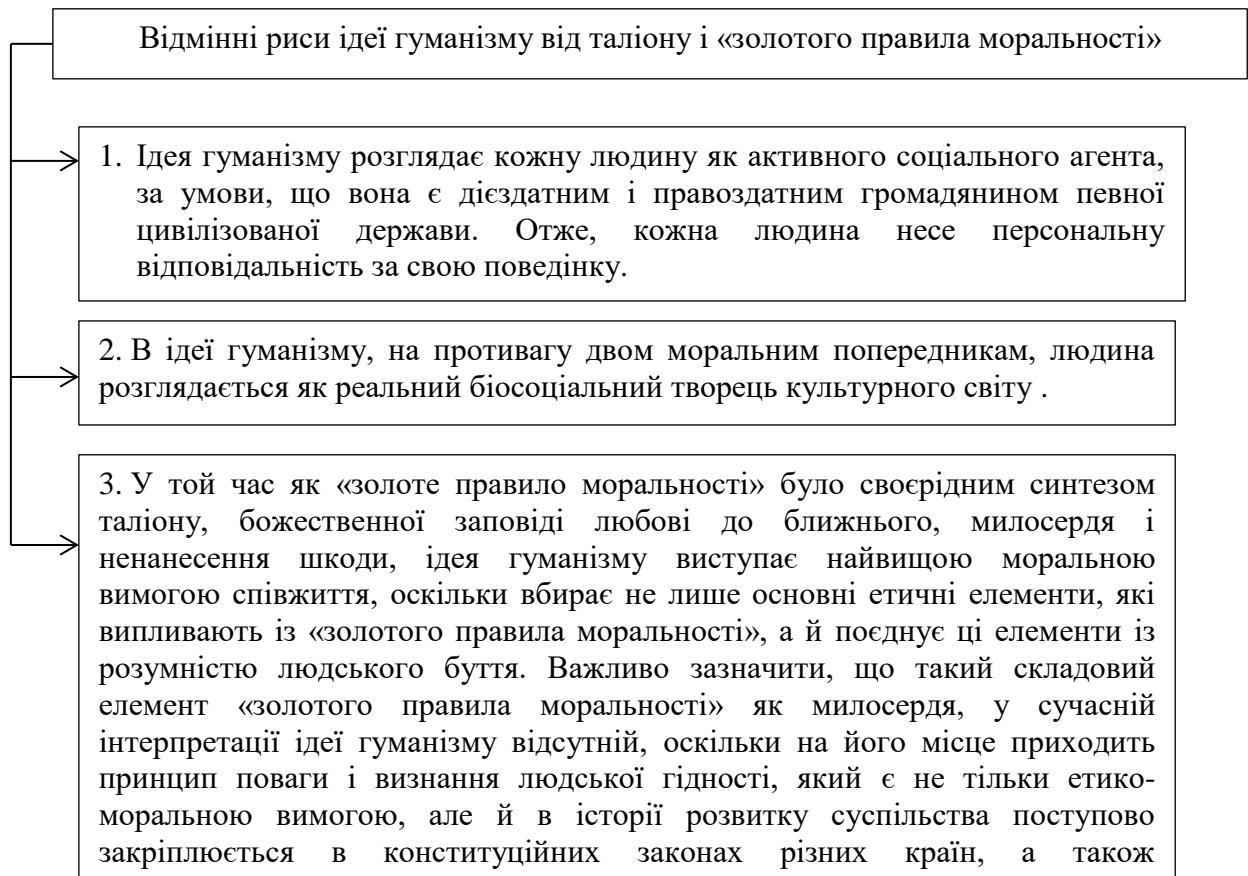 Відмінні риси ідеї гуманізму від таліону і «золотого правила моральності»
1. Ідея гуманізму розглядає кожну людину як активного соціального агента,
за умови, що вона є дієздатним і правоздатним громадянином певної
цивілізованої держави. Отже, кожна людина несе персональну
відповідальність за свою поведінку.
2. В ідеї гуманізму, на противагу двом моральним попередникам, людина
розглядається як реальний біосоціальний творець культурного світу .
3. У той час як «золоте правило моральності» було своєрідним синтезом
таліону, божественної заповіді любові до ближнього, милосердя і
ненанесення шкоди, ідея гуманізму виступає найвищою моральною
вимогою співжиття, оскільки вбирає не лише основні етичні елементи, які
випливають із «золотого правила моральності», а й поєднує ці елементи із
розумністю людського буття. Важливо зазначити, що такий складовий
елемент «золотого правила моральності» як милосердя, у сучасній
інтерпретації ідеї гуманізму відсутній, оскільки на його місце приходить
принцип поваги і визнання людської гідності, який є не тільки етико-
моральною вимогою, але й в історії розвитку суспільства поступово
закріплюється в конституційних законах різних країн, а також